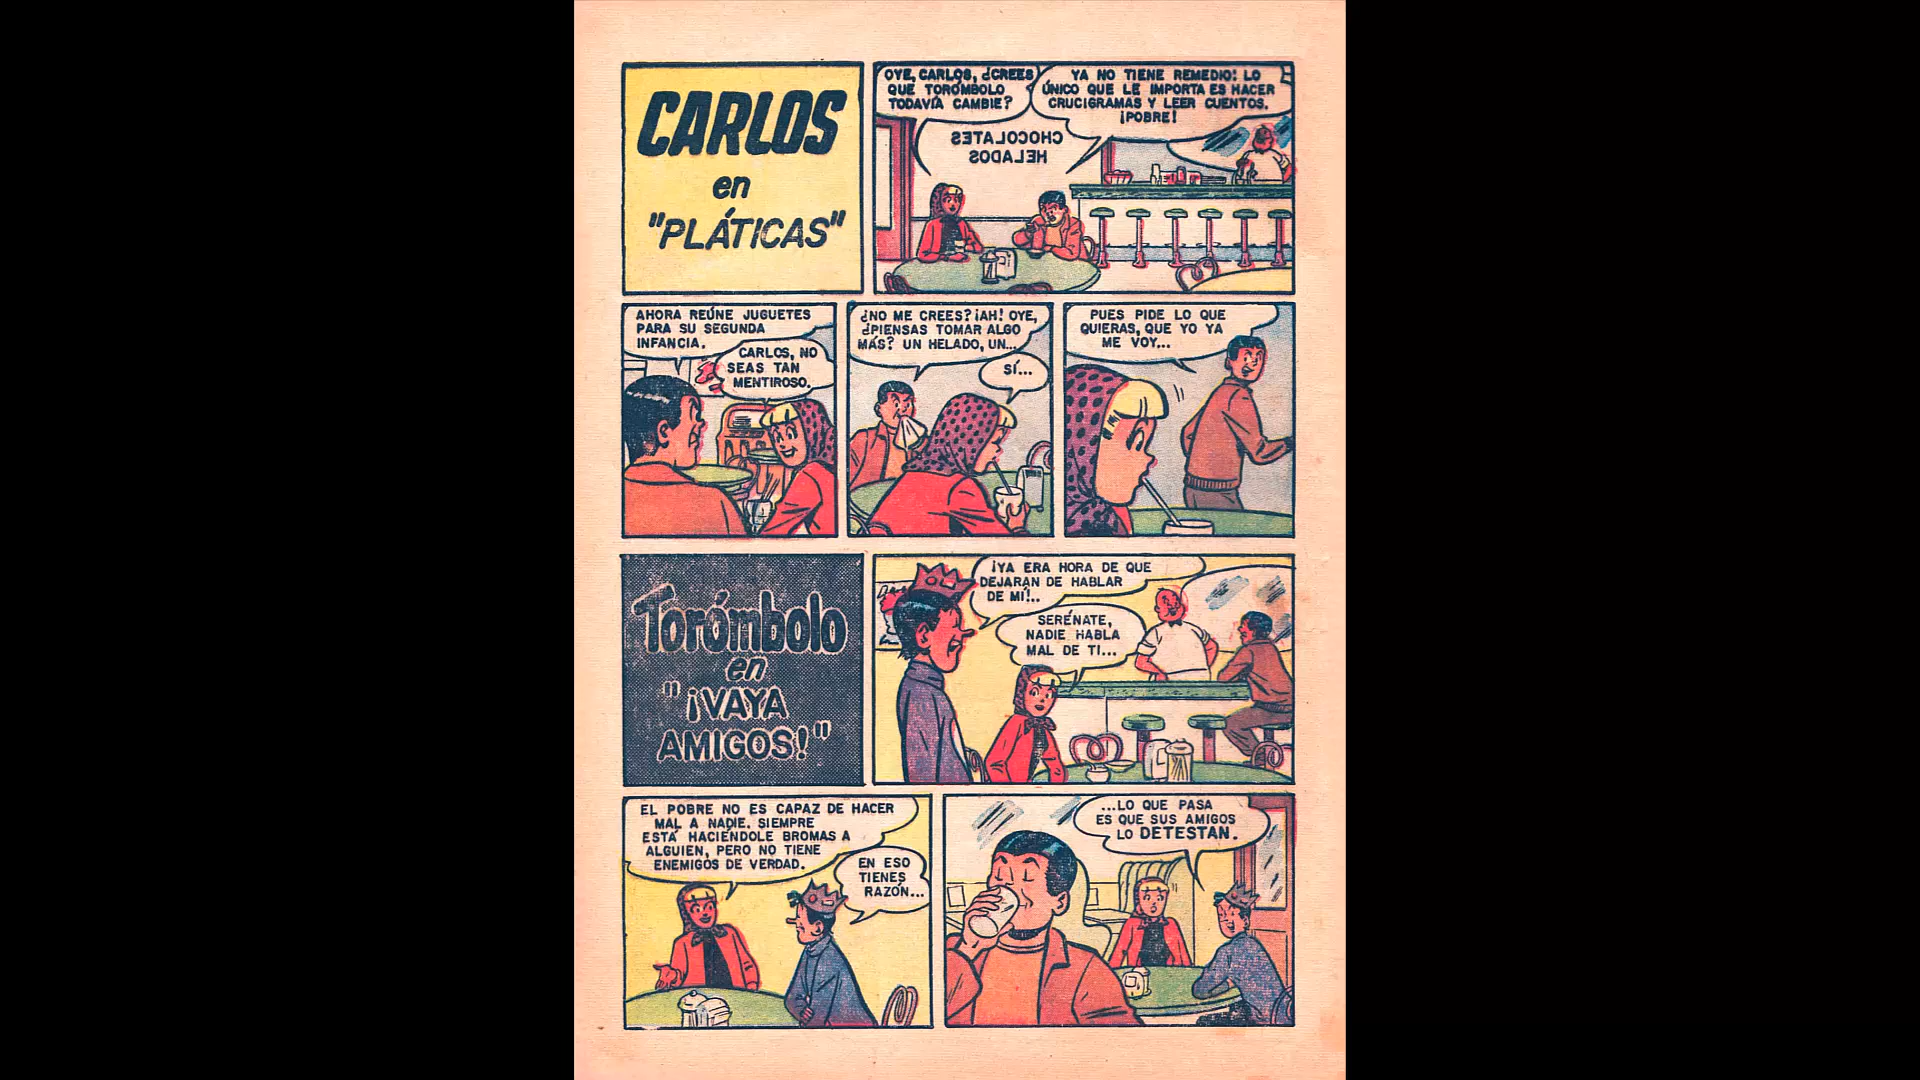 CARLOS
en
"PLÁTICAS"
OYE, CARLOS, ¿CREES
QUE TORÓMBOLO
TODAVÍA CAMBIE?
YA NO TIENE REMEDIO: LO
ÚNICO QUE LE IMPORTA ES HACER
CRUCIGRAMAS Y LEER CUENTOS.
¡POBRE!
CHOCOLATES
HELADOS
AHORA REÚNE JUGUETES
PARA SU SEGUNDA
INFANCIA.
CARLOS, NO
SEAS TAN
MENTIROSO.
¿NO ME CREES? ¡AH! OYE,
¿PIENSAS TOMAR ALGO
MÁS? UN HELADO, UN...
SÍ...
PUES PIDE LO QUE
QUIERAS, QUE YO YA
ME VOY...
Torómbolo
en
"¡VAYA
AMIGOS!"
¡YA ERA HORA DE QUE
DEJARAN DE HABLAR
DE MÍ!..
SERÉNATE,
NADIE HABLA
MAL DE TI...
EL POBRE NO ES CAPAZ DE HACER
MAL A NADIE. SIEMPRE
ESTÁ HACIÉNDOLE BROMAS A
ALGUIEN, PERO NO TIENE
ENEMIGOS DE VERDAD.
EN ESO
TIENES
RAZÓN...
...LO QUE PASA
ES QUE SUS AMIGOS
LO DETESTAN.